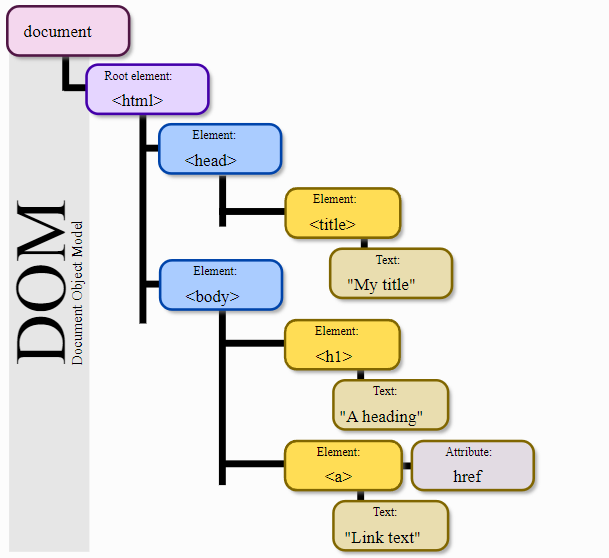 document
Root element:
<html>
Element:
<head>
Element:
<title>
Text:
"My title"
Element:
<body>
Element:
<h1>
Text:
"A heading"
Element:
<a>
Attribute:
href
Text:
"Link text"
DOM
Document Object Model